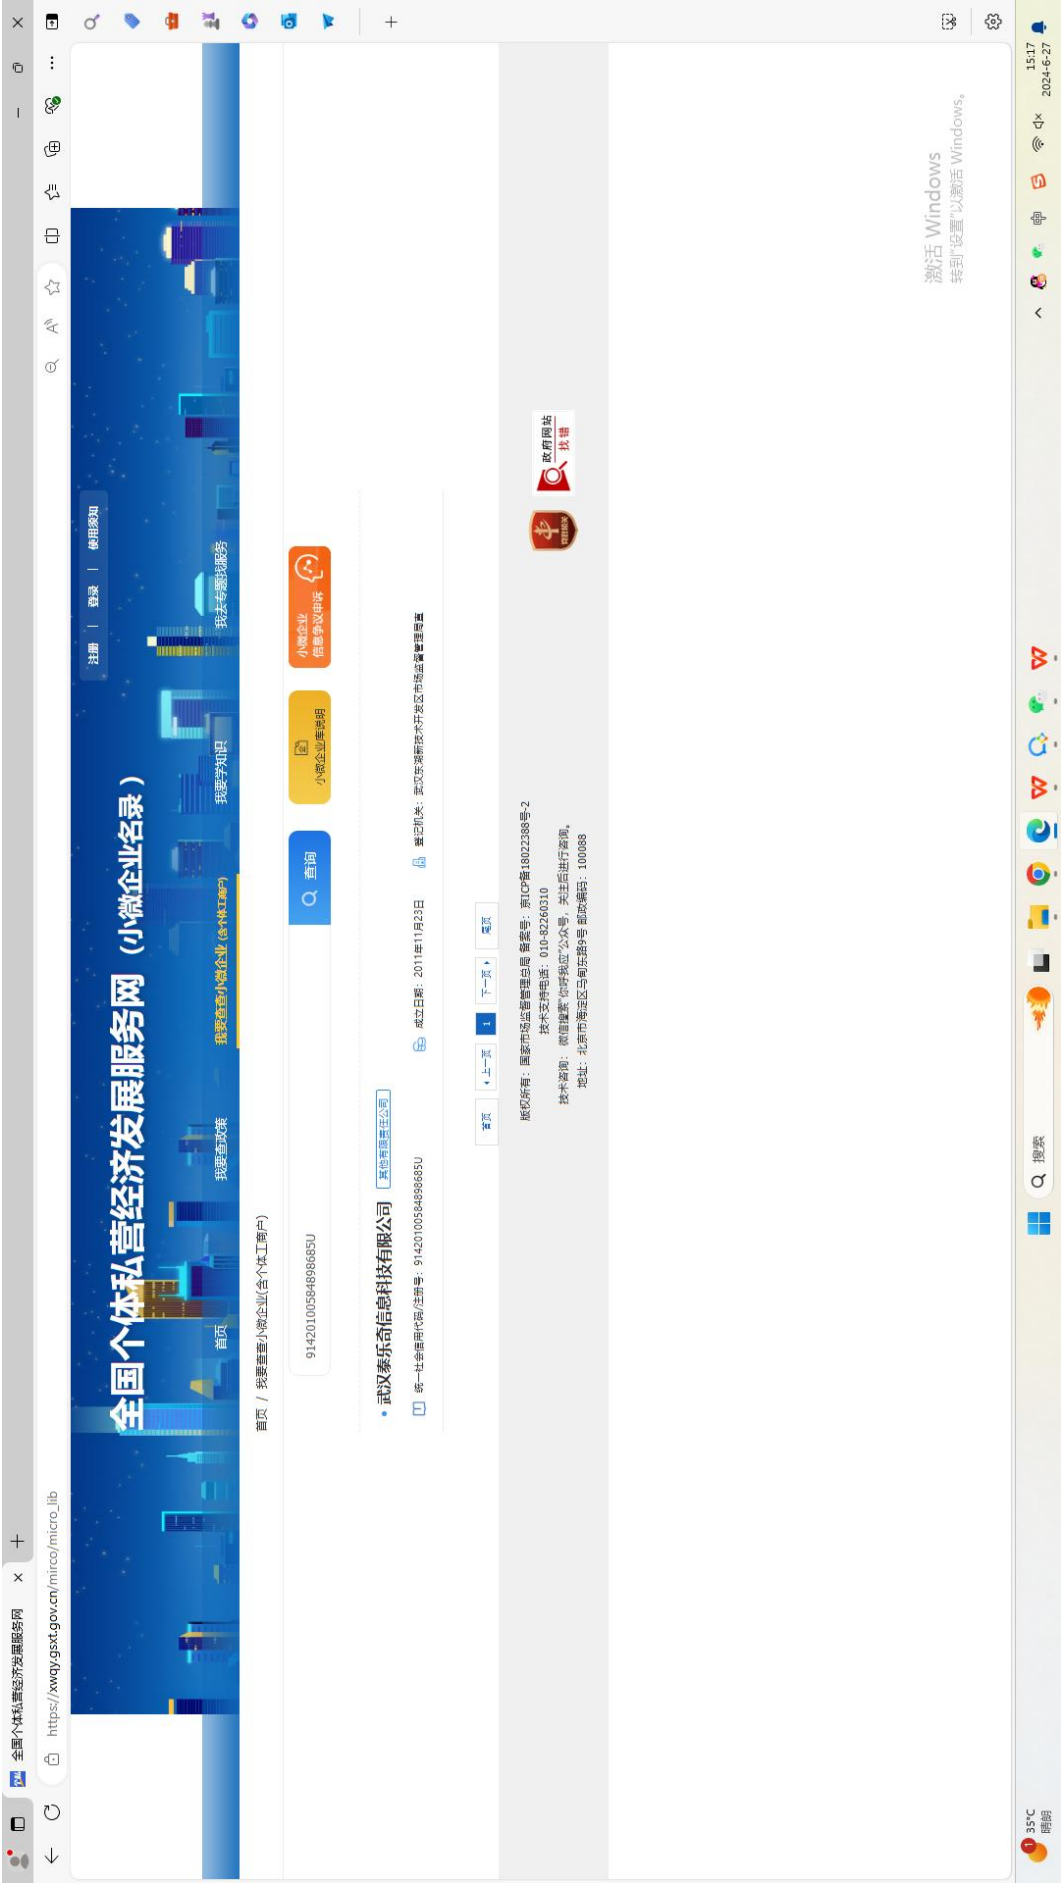 全国个体私营经济发展服务网
https://xwqy.gsxt.gov.cn/mirco/micro_lib
注册 | 登录 | 使用须知
全国个体私营经济发展服务网（小微企业名录）
首页 我要查政策 我要查查小微企业（含个体工商户） 我要学知识 我去专题找服务
首页 / 我要查查小微企业(含个体工商户)
91420100584898685U
查询
小微企业库说明
小微企业
信息争议申诉
武汉泰乐奇信息科技有限公司 其他有限责任公司
统一社会信用代码/注册号：91420100584898685U 成立日期：2011年11月23日 登记机关：武汉东湖新技术开发区市场监督管理局直
首页 上一页 1 下一页 尾页
版权所有：国家市场监督管理总局 备案号：京ICP备18022388号-2
技术支持电话：010-82260310
技术咨询：微信搜索“你呼我应”公众号，关注后进行咨询。
地址：北京市海淀区马甸东路9号 邮政编码：100088
党政机关
政府网站
找错
激活 Windows
转到“设置”以激活 Windows。
1
35°C
晴朗
搜索
中
15:17
2024-6-27